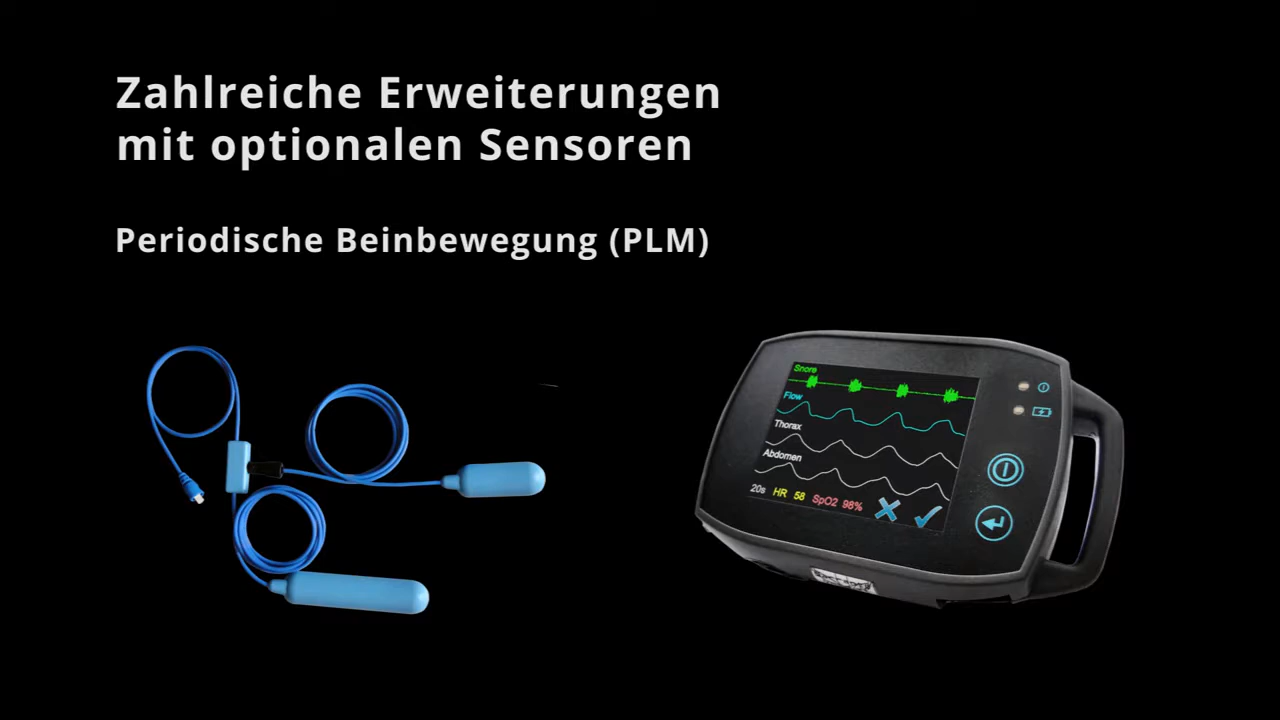 Zahlreiche Erweiterungen
mit optionalen Sensoren
Periodische Beinbewegung (PLM)
Snore
Flow
Thorax
Abdomen
20s HR 58 SpO2 98%